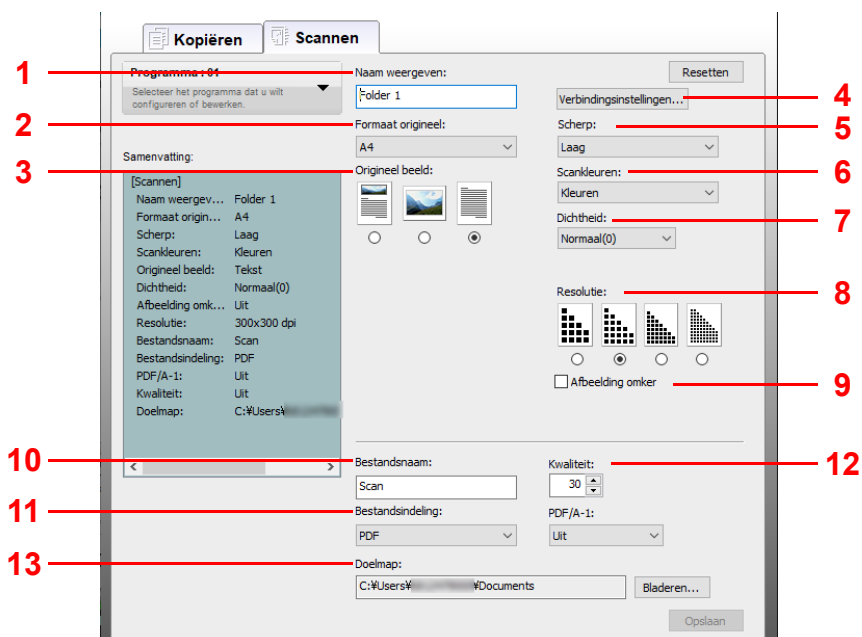 Kopiëren
Scannen
1
Programma : 01
Selecteer het programma dat u wilt
configureren of bewerken.
Naam weergeven:
Resetten
Folder 1
Verbindingsinstellingen...
4
2
Formaat origineel:
Scherp:
5
A4
Laag
Samenvatting:
3
Origineel beeld:
Scankleuren:
6
Kleuren
[Scannen]
Naam weergev... Folder 1
Formaat origin... A4
Scherp: Laag
Scankleuren: Kleuren
Origineel beeld: Tekst
Dichtheid: Normaal(0)
Afbeelding omk... Uit
Resolutie: 300x300 dpi
Bestandsnaam: Scan
Bestandsindeling: PDF
PDF/A-1: Uit
Kwaliteit: Uit
Doelmap: C:¥Users¥
Dichtheid:
7
Normaal(0)
Resolutie:
8
Afbeelding omker
9
10
Bestandsnaam:
Kwaliteit:
12
Scan
30
11
Bestandsindeling:
PDF/A-1:
PDF
Uit
13
Doelmap:
C:¥Users¥ ¥Documents
Bladeren...
Opslaan